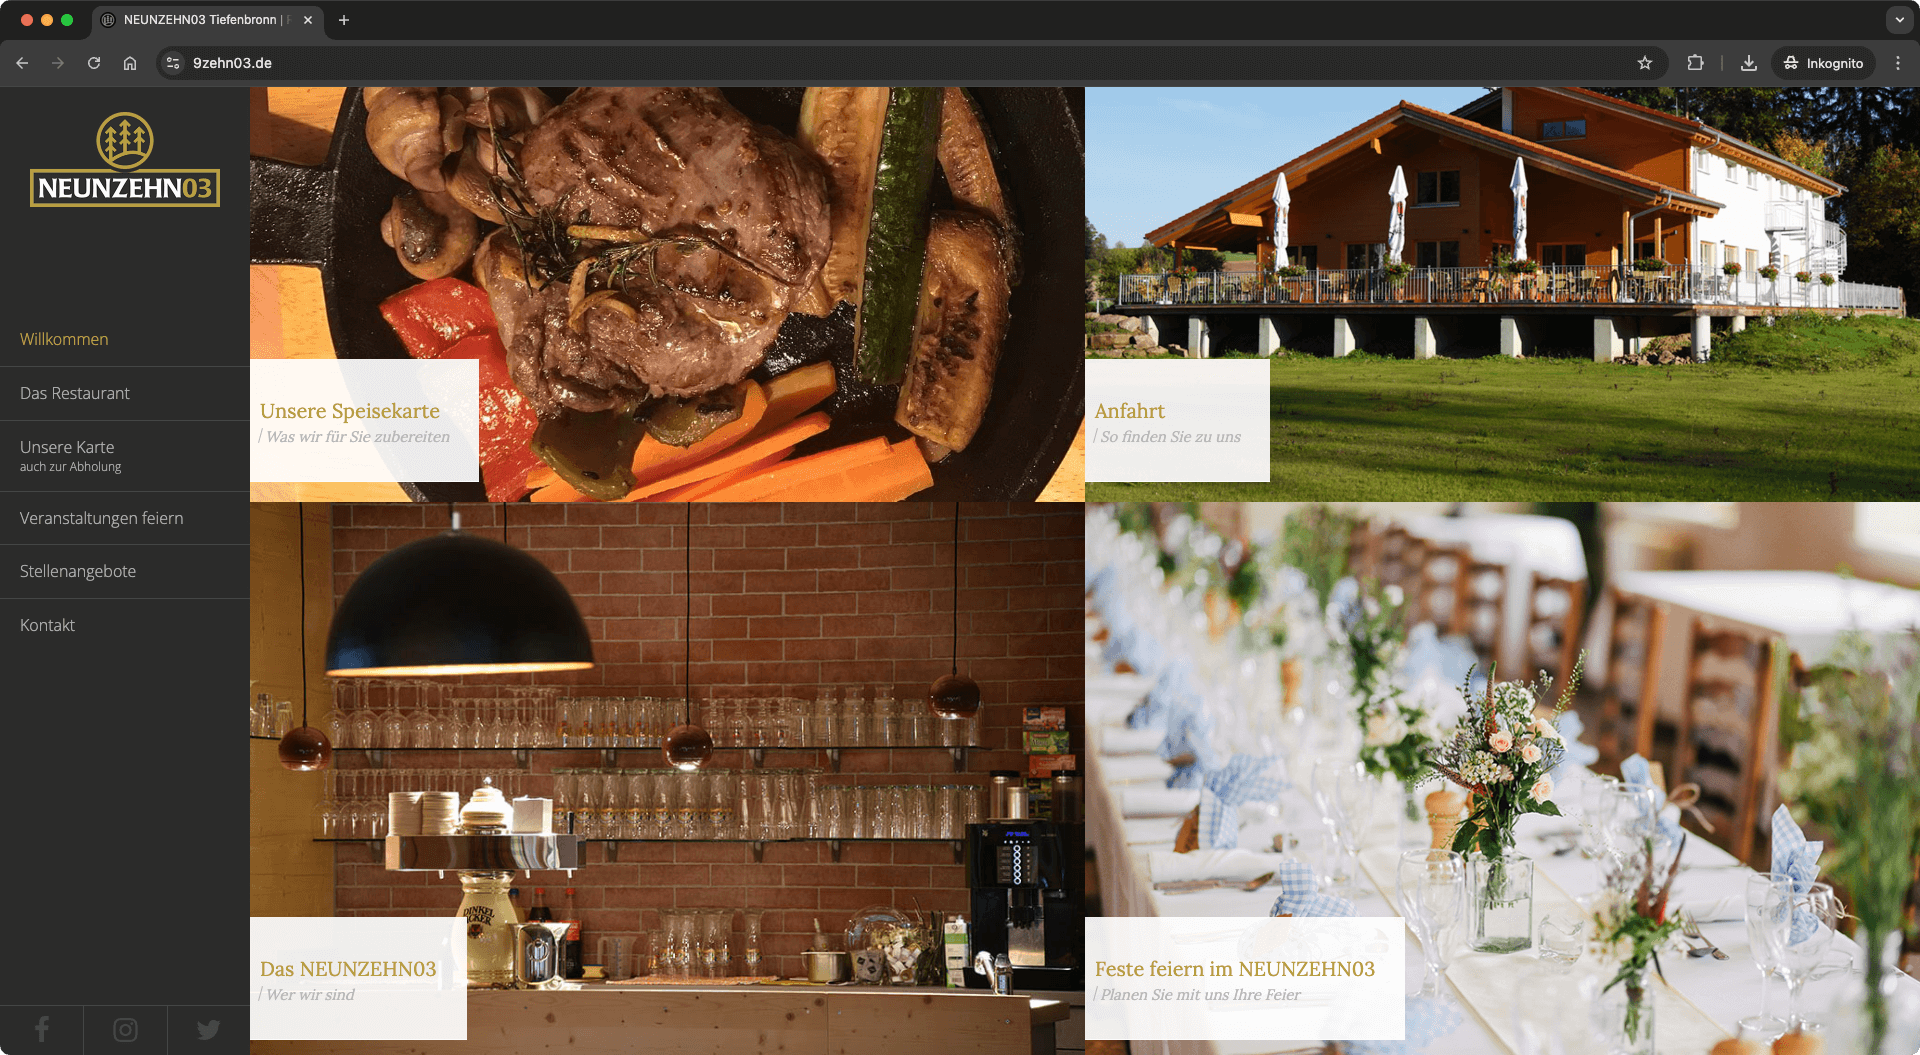 NEUNZEHN03 Tiefenbronn |
9zehn03.de
Inkognito
NEUNZEHN03
Willkommen
Das Restaurant
Unsere Karte
auch zur Abholung
Veranstaltungen feiern
Stellenangebote
Kontakt
Unsere Speisekarte
| Was wir für Sie zubereiten
Anfahrt
| So finden Sie zu uns
DINKEL
ACKER
Das NEUNZEHN03
| Wer wir sind
Feste feiern im NEUNZEHN03
| Planen Sie mit uns Ihre Feier